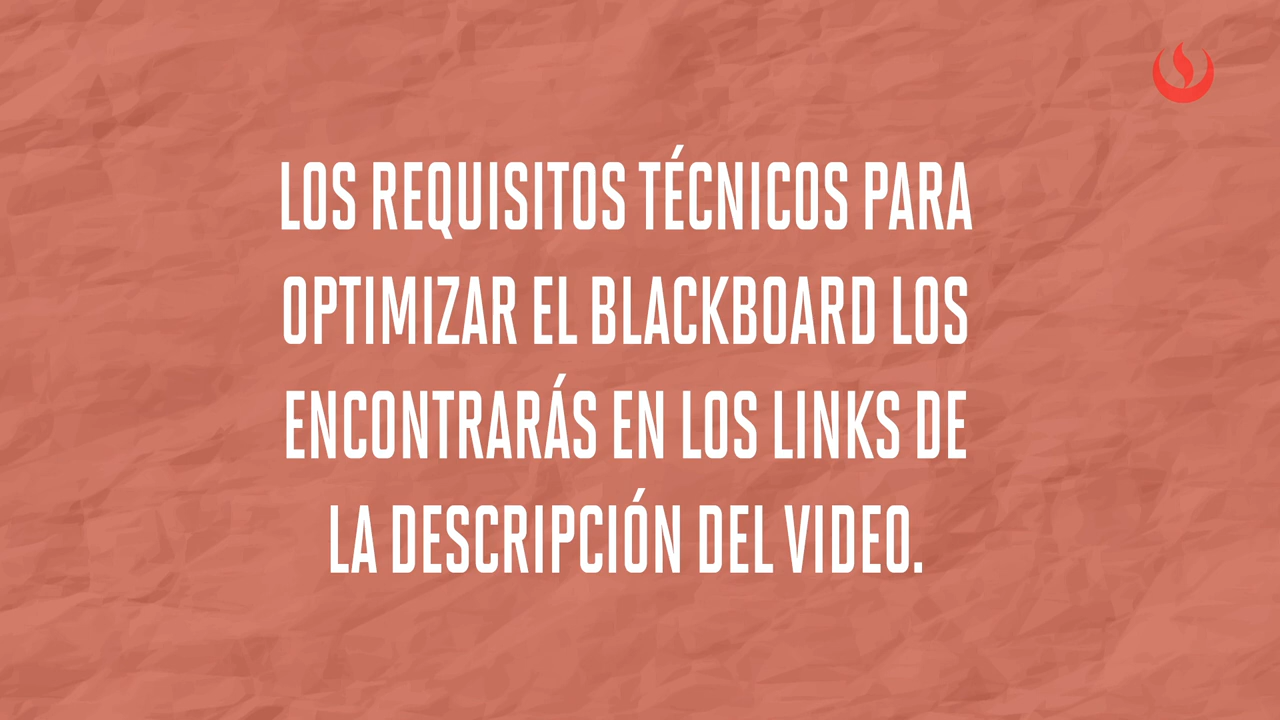 LOS REQUISITOS TÉCNICOS PARA
OPTIMIZAR EL BLACKBOARD LOS
ENCONTRARÁS EN LOS LINKS DE
LA DESCRIPCIÓN DEL VIDEO.